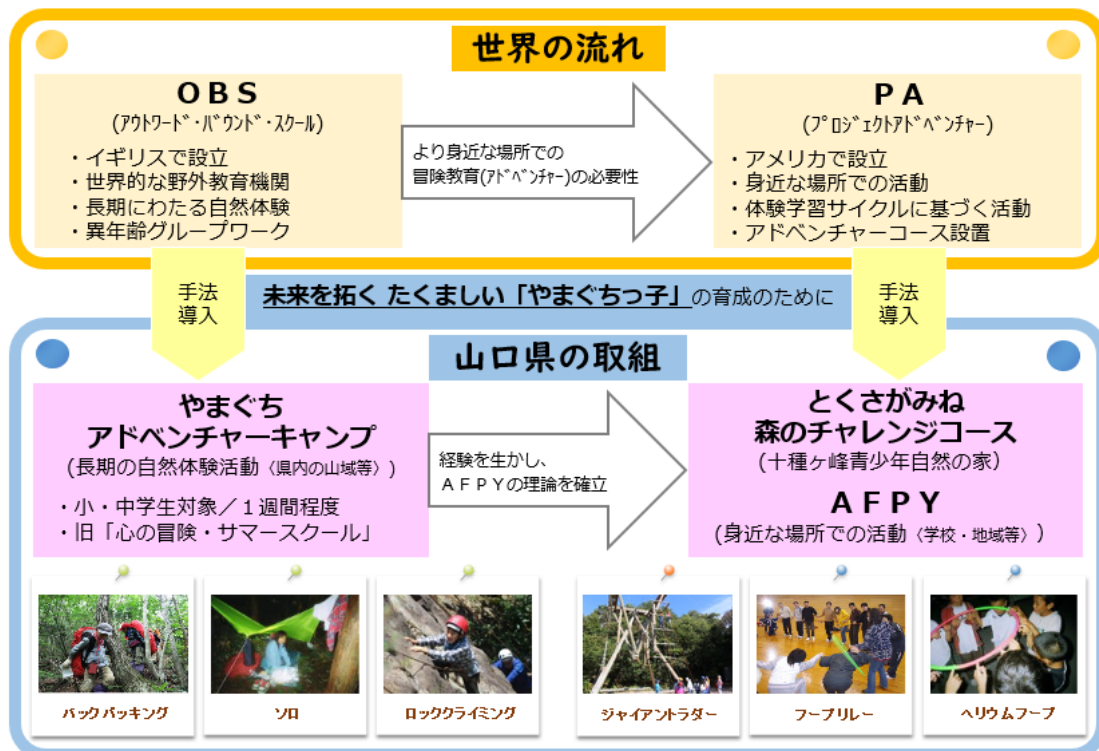 世界の流れ
OBS
(ｱｳﾄﾜｰﾄﾞ･ﾊﾞｳﾝﾄﾞ･ｽｸｰﾙ)
・イギリスで設立
・世界的な野外教育機関
・長期にわたる自然体験
・異年齢グループワーク
より身近な場所での
冒険教育(ｱﾄﾞﾍﾞﾝﾁｬｰ)の必要性
PA
(ﾌﾟﾛｼﾞｪｸﾄｱﾄﾞﾍﾞﾝﾁｬｰ)
・アメリカで設立
・身近な場所での活動
・体験学習サイクルに基づく活動
・アドベンチャーコース設置
手法
導入
未来を拓く たくましい「やまぐちっ子」の育成のために
手法
導入
山口県の取組
やまぐち
アドベンチャーキャンプ
(長期の自然体験活動〈県内の山域等〉)
・小・中学生対象／１週間程度
・旧「心の冒険・サマースクール」
経験を生かし、
ＡＦＰＹの理論を確立
とくさがみね
森のチャレンジコース
(十種ヶ峰青少年自然の家)
ＡＦＰＹ
(身近な場所での活動〈学校・地域等〉)
バックパッキング
ソロ
ロッククライミング
ジャイアントラダー
フープリレー
ヘリウムフープ